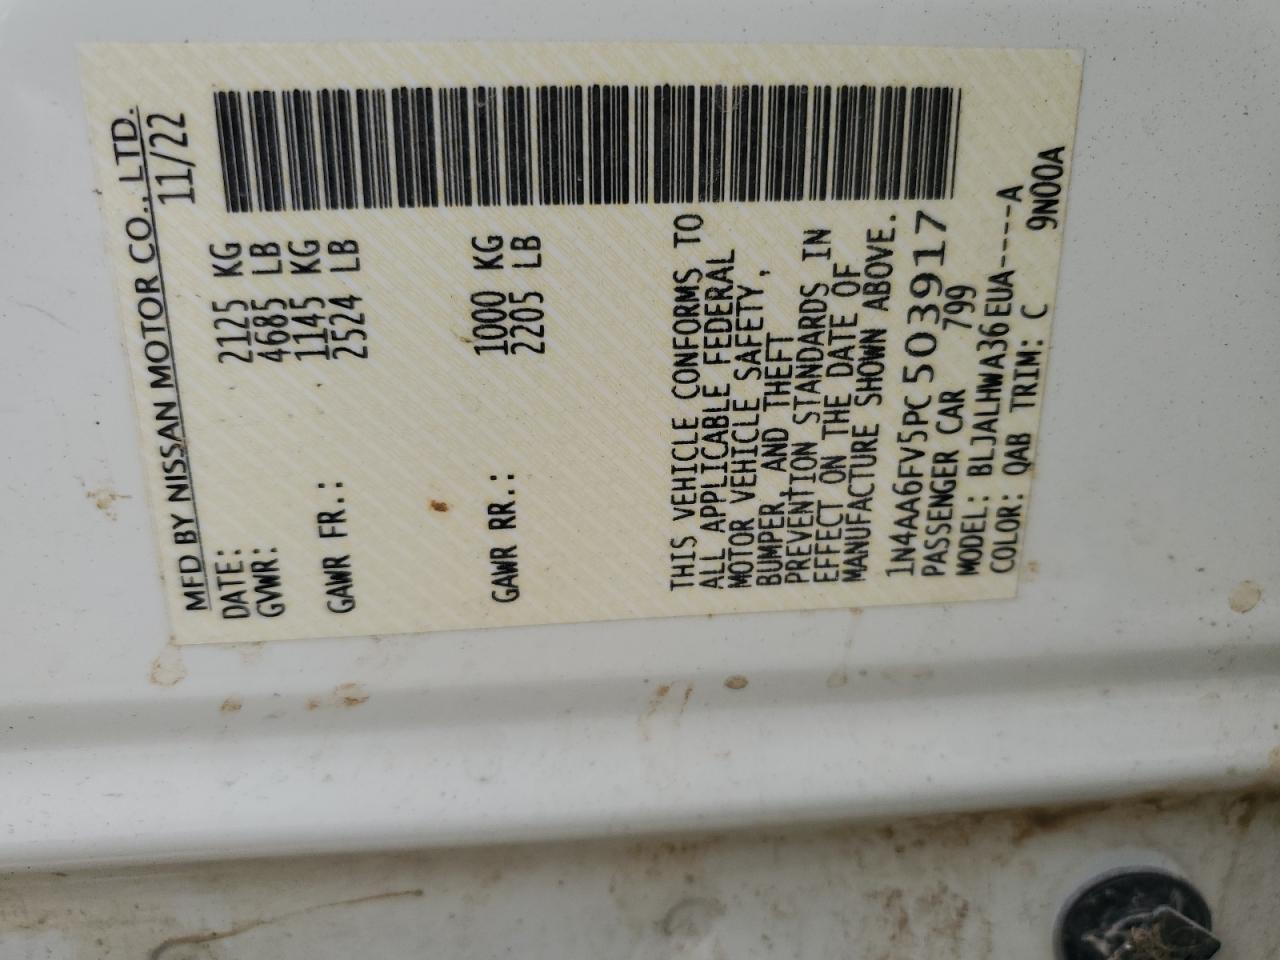 MFD BY NISSAN MOTOR CO., LTD.
DATE: 11/22
GVWR: 2125 KG
4685 LB
GAWR FR.: 1145 KG
2524 LB
GAWR RR.: 1000 KG
2205 LB
THIS VEHICLE CONFORMS TO
ALL APPLICABLE FEDERAL
MOTOR VEHICLE SAFETY,
BUMPER, AND THEFT
PREVENTION STANDARDS IN
EFFECT ON THE DATE OF
MANUFACTURE SHOWN ABOVE.
1N4AA6FV5PC503917
PASSENGER CAR 799
MODEL: BLJALHWA36EUA----A
COLOR: QAB TRIM: C 9N00A